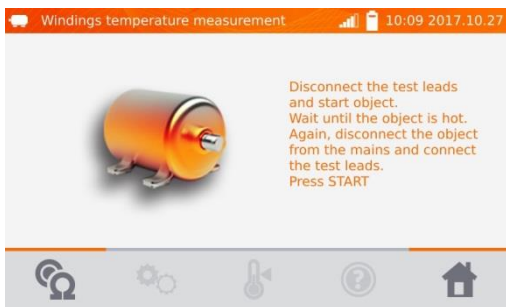 Windings temperature measurement
10:09 2017.10.27
Disconnect the test leads
and start object.
Wait until the object is hot.
Again, disconnect the object
from the mains and connect
the test leads.
Press START
Ω
?